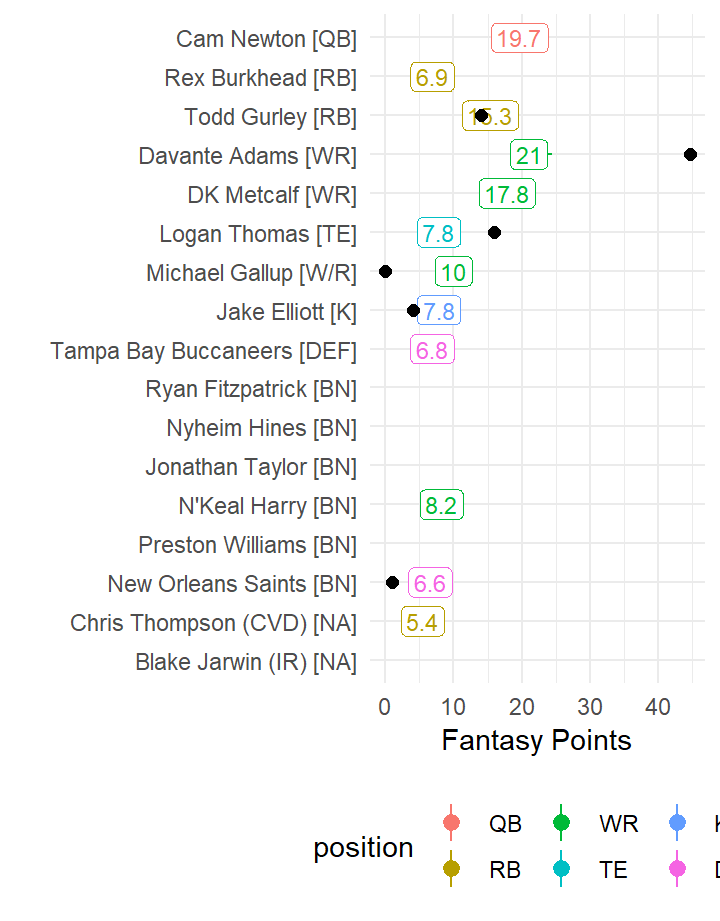 Cam Newton [QB] 19.7
Rex Burkhead [RB] 6.9
Todd Gurley [RB] 15.3
Davante Adams [WR] 21
DK Metcalf [WR] 17.8
Logan Thomas [TE] 7.8
Michael Gallup [W/R] 10
Jake Elliott [K] 7.8
Tampa Bay Buccaneers [DEF] 6.8
Ryan Fitzpatrick [BN]
Nyheim Hines [BN]
Jonathan Taylor [BN]
N'Keal Harry [BN] 8.2
Preston Williams [BN]
New Orleans Saints [BN] 6.6
Chris Thompson (CVD) [NA] 5.4
Blake Jarwin (IR) [NA]
0 10 20 30 40
Fantasy Points
position
QB WR K
RB TE D